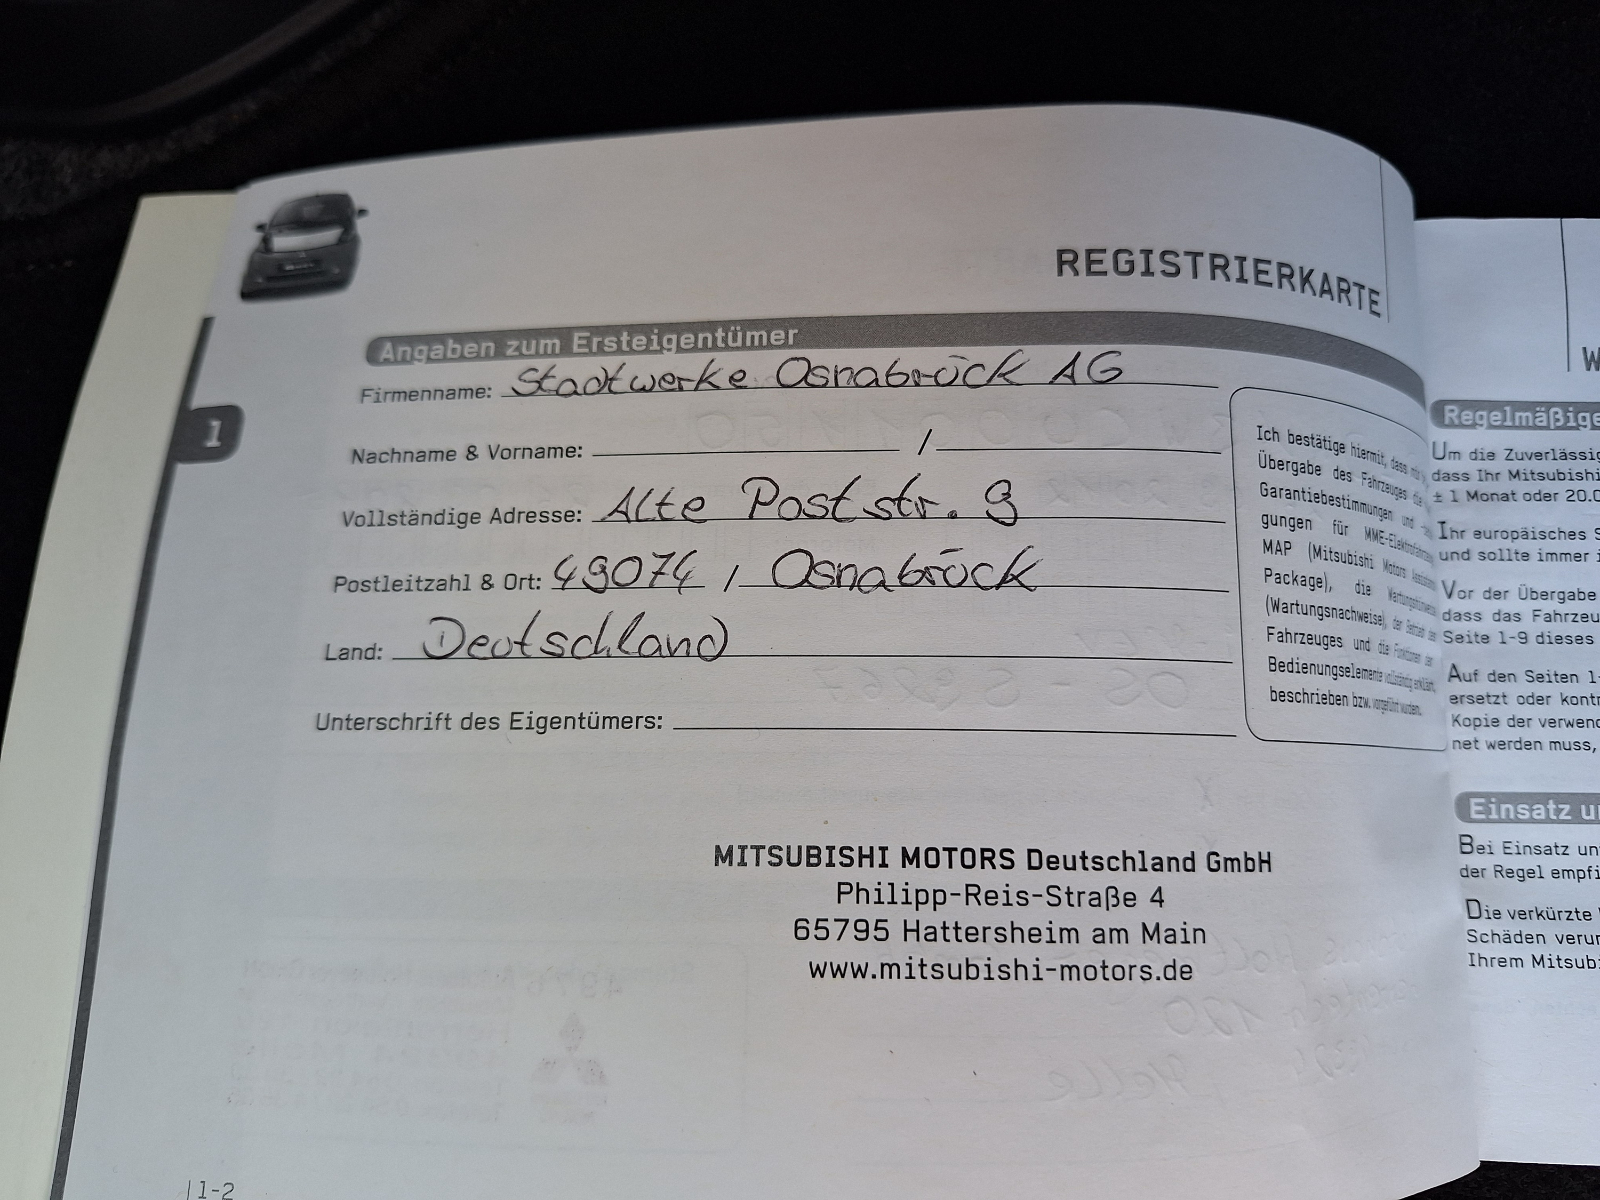 REGISTRIERKARTE
Angaben zum Ersteigentümer
Firmenname: Stadtwerke Osnabrück AG
Nachname & Vorname: /
Vollständige Adresse: Alte Poststr. 9
Postleitzahl & Ort: 49074 / Osnabrück
Land: Deutschland
Unterschrift des Eigentümers:
1
Ich bestätige hiermit, dass
Übergabe des Fahrzeuges die
Garantiebestimmungen und
gungen für MME-Elektrofahrzeuge
MAP (Mitsubishi Motors Assistance
Package), die Wartungshinweise
(Wartungsnachweise), der Betrieb des
Fahrzeuges und die Funktionen der
Bedienungselemente vollständig erklärt,
beschrieben bzw. vorgeführt wurden.
MITSUBISHI MOTORS Deutschland GmbH
Philipp-Reis-Straße 4
65795 Hattersheim am Main
www.mitsubishi-motors.de
1-2
W
Regelmäßige
Um die Zuverlässig
dass Ihr Mitsubishi
± 1 Monat oder 20.0
Ihr europäisches S
und sollte immer i
Vor der Übergabe
dass das Fahrzeu
Seite 1-9 dieses
Auf den Seiten 1-
ersetzt oder kontr
Kopie der verwend
net werden muss,
Einsatz u
Bei Einsatz un
der Regel empfi
Die verkürzte
Schäden verur
Ihrem Mitsubi